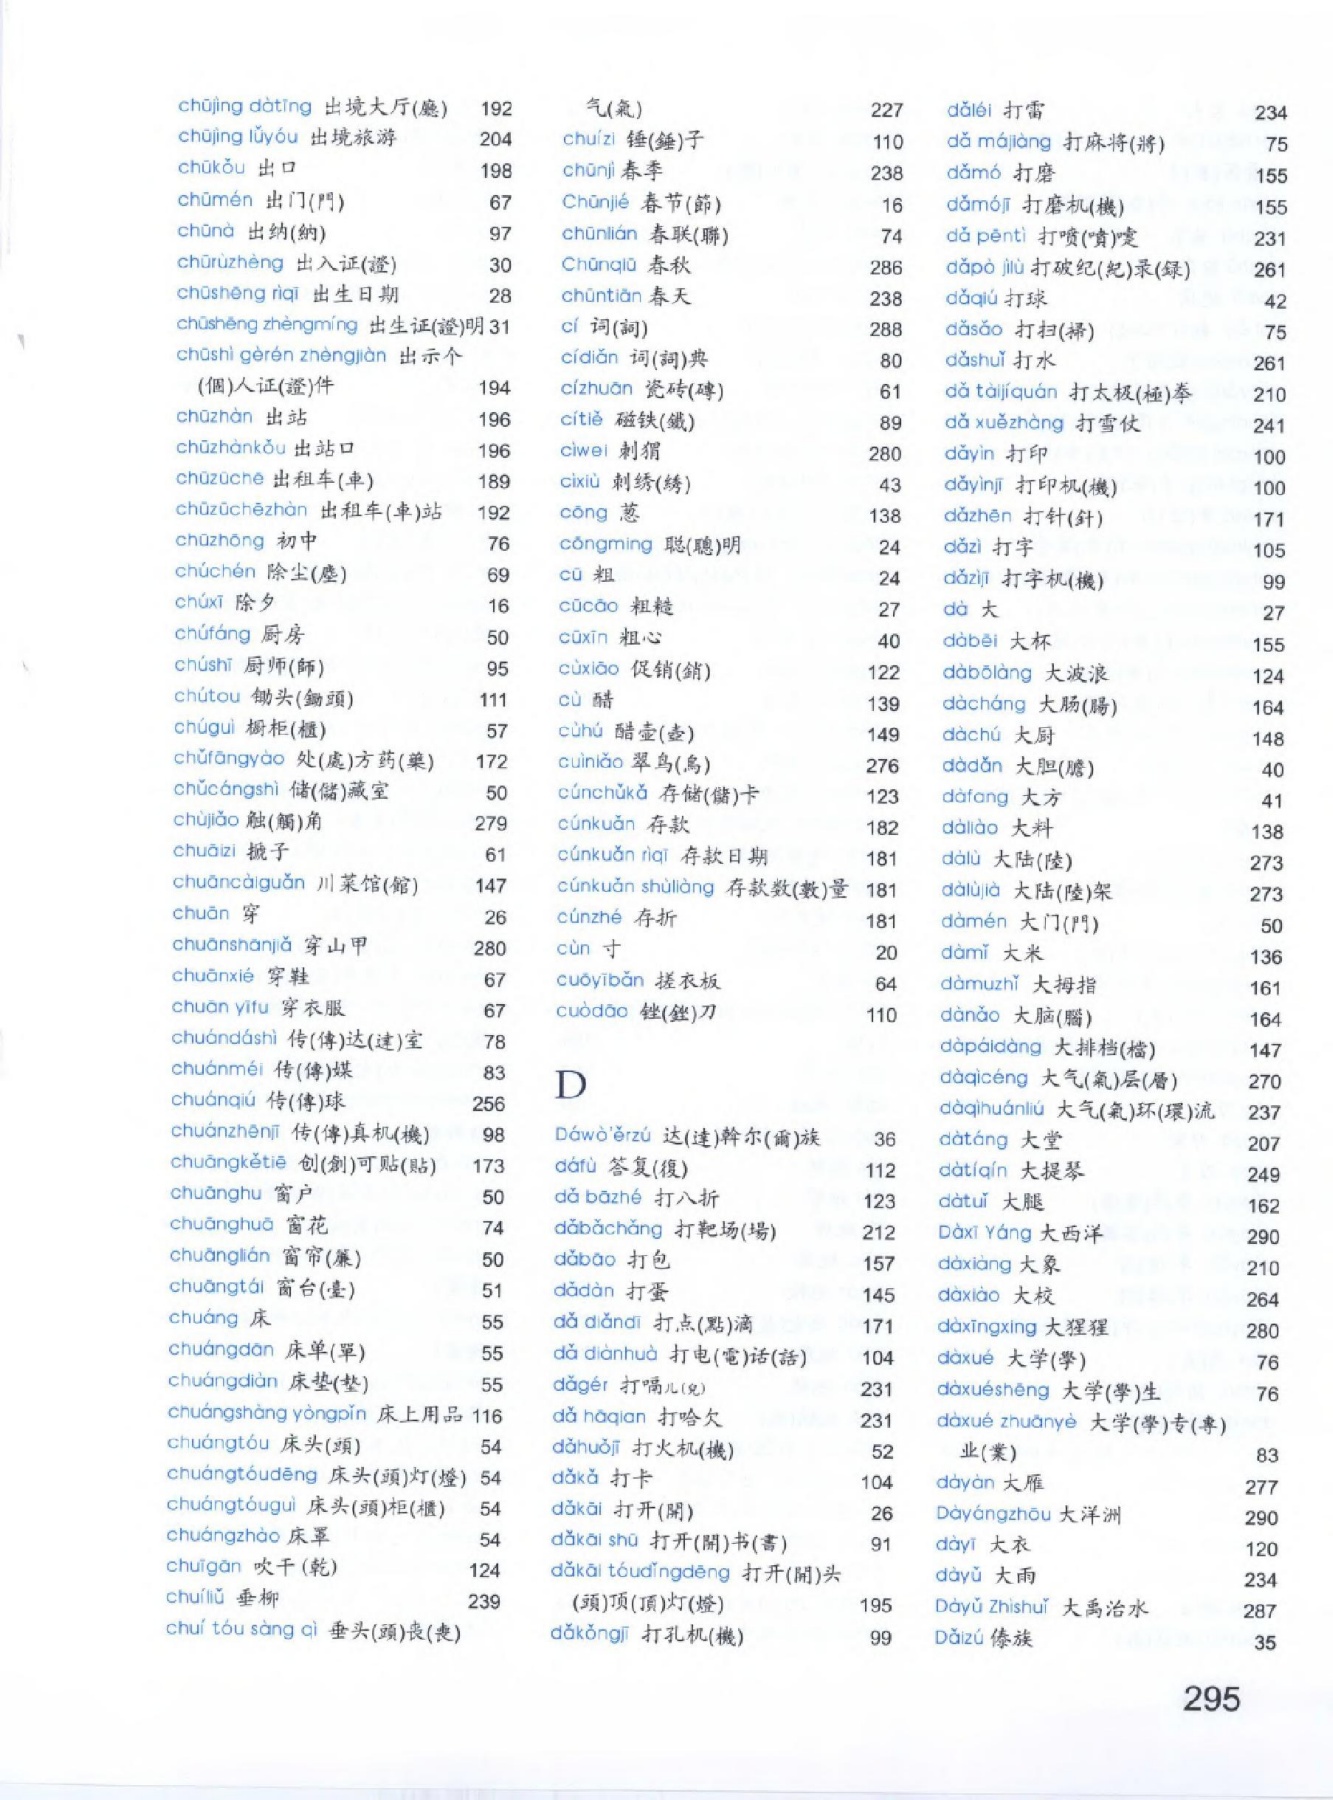 chūjìng dàtīng 出境大厅(廳) 192
chūjìng lǚyóu 出境旅游 204
chūkǒu 出口 198
chūmén 出门(門) 67
chūnà 出纳(納) 97
chūrùzhèng 出入证(證) 30
chūshēng rìqī 出生日期 28
chūshēng zhèngmíng 出生证(證)明 31
chūshì gèrén zhèngjiàn 出示个
(個)人证(證)件 194
chūzhàn 出站 196
chūzhànkǒu 出站口 196
chūzūchē 出租车(車) 189
chūzūchēzhàn 出租车(車)站 192
chūzhōng 初中 76
chúchén 除尘(塵) 69
chúxī 除夕 16
chúfáng 厨房 50
chúshī 厨师(師) 95
chútou 锄头(鋤頭) 111
chúguì 橱柜(櫃) 57
chǔfāngyào 处(處)方药(藥) 172
chǔcángshì 储(儲)藏室 50
chùjiǎo 触(觸)角 279
chuāizi 搋子 61
chuāncàiguǎn 川菜馆(館) 147
chuān 穿 26
chuānshānjiǎ 穿山甲 280
chuānxié 穿鞋 67
chuān yīfu 穿衣服 67
chuándáshì 传(傳)达(達)室 78
chuánméi 传(傳)媒 83
chuánqiú 传(傳)球 256
chuánzhēnjī 传(傳)真机(機) 98
chuāngkětiē 创(創)可贴(貼) 173
chuānghu 窗户 50
chuānghuā 窗花 74
chuānglián 窗帘(簾) 50
chuāngtái 窗台(臺) 51
chuáng 床 55
chuángdān 床单(單) 55
chuángdiàn 床垫(墊) 55
chuángshàng yòngpǐn 床上用品 116
chuángtóu 床头(頭) 54
chuángtóudēng 床头(頭)灯(燈) 54
chuángtóuguì 床头(頭)柜(櫃) 54
chuángzhào 床罩 54
chuīgān 吹干(乾) 124
chuíliǔ 垂柳 239
chuí tóu sàng qì 垂头(頭)丧(喪)
气(氣) 227
chuízi 锤(錘)子 110
chūnjì 春季 238
Chūnjié 春节(節) 16
chūnlián 春联(聯) 74
Chūnqiū 春秋 286
chūntiān 春天 238
cí 词(詞) 288
cídiǎn 词(詞)典 80
cízhuān 瓷砖(磚) 61
cítiě 磁铁(鐵) 89
cìwei 刺猬 280
cìxiù 刺绣(綉) 43
cōng 葱 138
cōngming 聪(聰)明 24
cū 粗 24
cūcāo 粗糙 27
cūxīn 粗心 40
cùxiāo 促销(銷) 122
cù 醋 139
cùhú 醋壶(壺) 149
cuìniǎo 翠鸟(鳥) 276
cúnchǔkǎ 存储(儲)卡 123
cúnkuǎn 存款 182
cúnkuǎn rìqī 存款日期 181
cúnkuǎn shùliàng 存款数(數)量 181
cúnzhé 存折 181
cùn 寸 20
cuōyībǎn 搓衣板 64
cuòdāo 锉(銼)刀 110
D
Dáwò'ěrzú 达(達)斡尔(爾)族 36
dáfù 答复(復) 112
dǎ bāzhé 打八折 123
dǎbǎchǎng 打靶场(場) 212
dǎbāo 打包 157
dǎdàn 打蛋 145
dǎ diǎndī 打点(點)滴 171
dǎ diànhuà 打电(電)话(話) 104
dǎgér 打嗝儿(兒) 231
dǎ hāqian 打哈欠 231
dǎhuǒjī 打火机(機) 52
dǎkǎ 打卡 104
dǎkāi 打开(開) 26
dǎkāi shū 打开(開)书(書) 91
dǎkāi tóudǐngdēng 打开(開)头
(頭)顶(頂)灯(燈) 195
dǎkǒngjī 打孔机(機) 99
dǎléi 打雷 234
dǎ májiàng 打麻将(將) 75
dǎmó 打磨 155
dǎmójī 打磨机(機) 155
dǎ pēntì 打喷(噴)嚏 231
dǎpò jìlù 打破纪(紀)录(録) 261
dǎqiú 打球 42
dǎsǎo 打扫(掃) 75
dǎshuǐ 打水 261
dǎ tàijíquán 打太极(極)拳 210
dǎ xuězhàng 打雪仗 241
dǎyìn 打印 100
dǎyìnjī 打印机(機) 100
dǎzhēn 打针(針) 171
dǎzì 打字 105
dǎzìjī 打字机(機) 99
dà 大 27
dàbēi 大杯 155
dàbōlàng 大波浪 124
dàcháng 大肠(腸) 164
dàchú 大厨 148
dàdǎn 大胆(膽) 40
dàfang 大方 41
dàliào 大料 138
dàlù 大陆(陸) 273
dàlùjià 大陆(陸)架 273
dàmén 大门(門) 50
dàmǐ 大米 136
dàmuzhǐ 大拇指 161
dànǎo 大脑(腦) 164
dàpáidàng 大排档(檔) 147
dàqìcéng 大气(氣)层(層) 270
dàqìhuánliú 大气(氣)环(環)流 237
dàtáng 大堂 207
dàtíqín 大提琴 249
dàtuǐ 大腿 162
Dàxī Yáng 大西洋 290
dàxiàng 大象 210
dàxiào 大校 264
dàxīngxing 大猩猩 280
dàxué 大学(學) 76
dàxuéshēng 大学(學)生 76
dàxué zhuānyè 大学(學)专(專)
业(業) 83
dàyàn 大雁 277
Dàyángzhōu 大洋洲 290
dàyī 大衣 120
dàyǔ 大雨 234
Dàyǔ Zhìshuǐ 大禹治水 287
Dǎizú 傣族 35
295